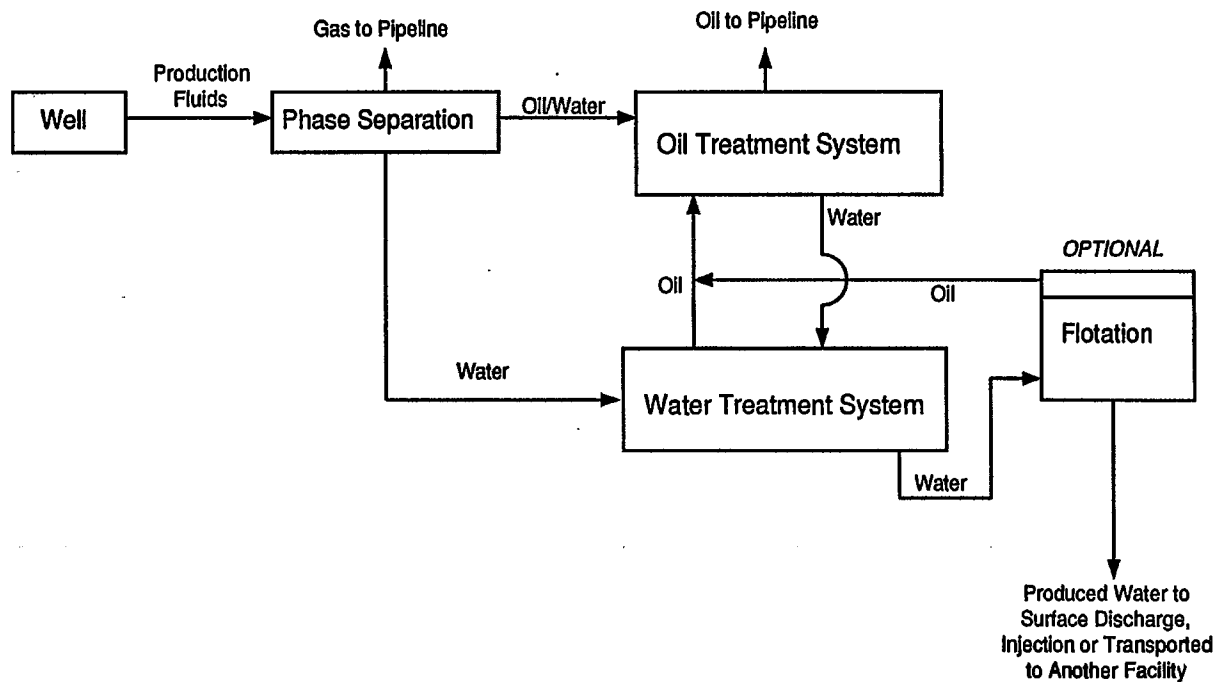 Gas to Pipeline
Oil to Pipeline
Production
Fluids
Well
Phase Separation
Oil/Water
Oil Treatment System
Water
OPTIONAL
Oil
Oil
Flotation
Water
Water Treatment System
Water
Produced Water to
Surface Discharge,
Injection or Transported
to Another Facility